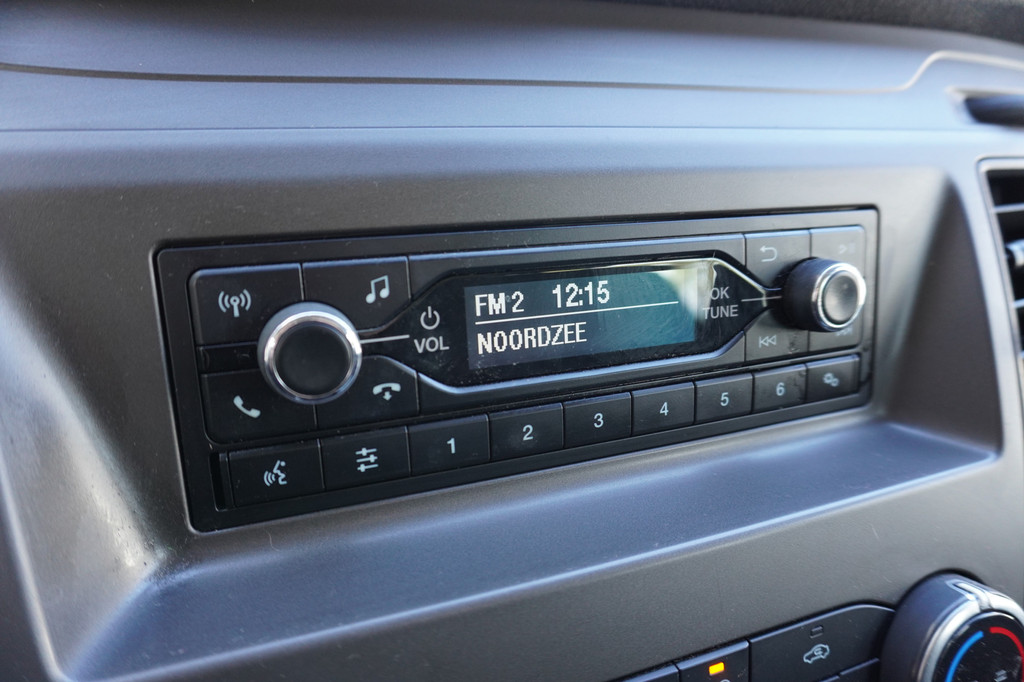 FM 2 12:15
NOORDZEE
VOL
OK
TUNE
1 2 3 4 5 6